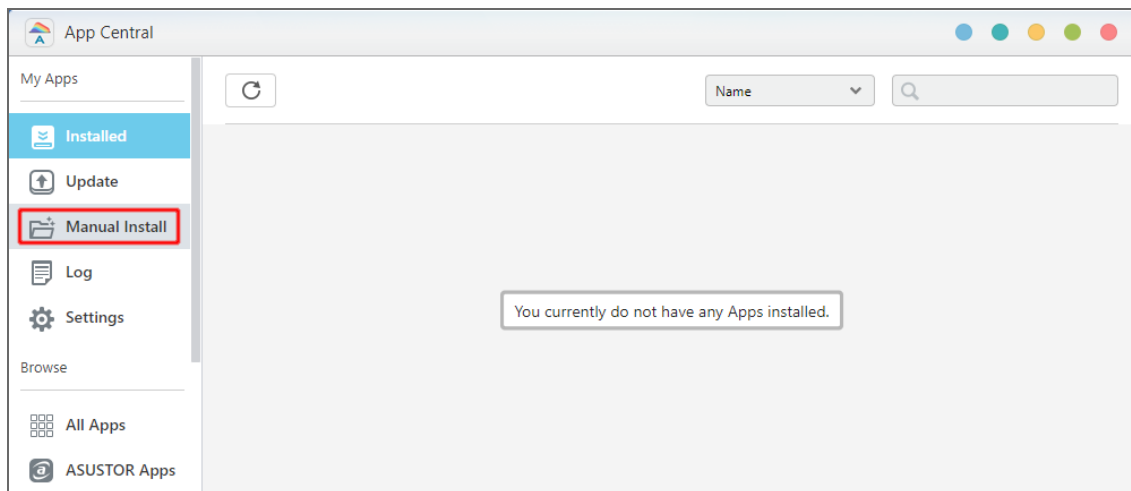 App Central
My Apps
Name
Installed
Update
Manual Install
Log
Settings
You currently do not have any Apps installed.
Browse
All Apps
ASUSTOR Apps